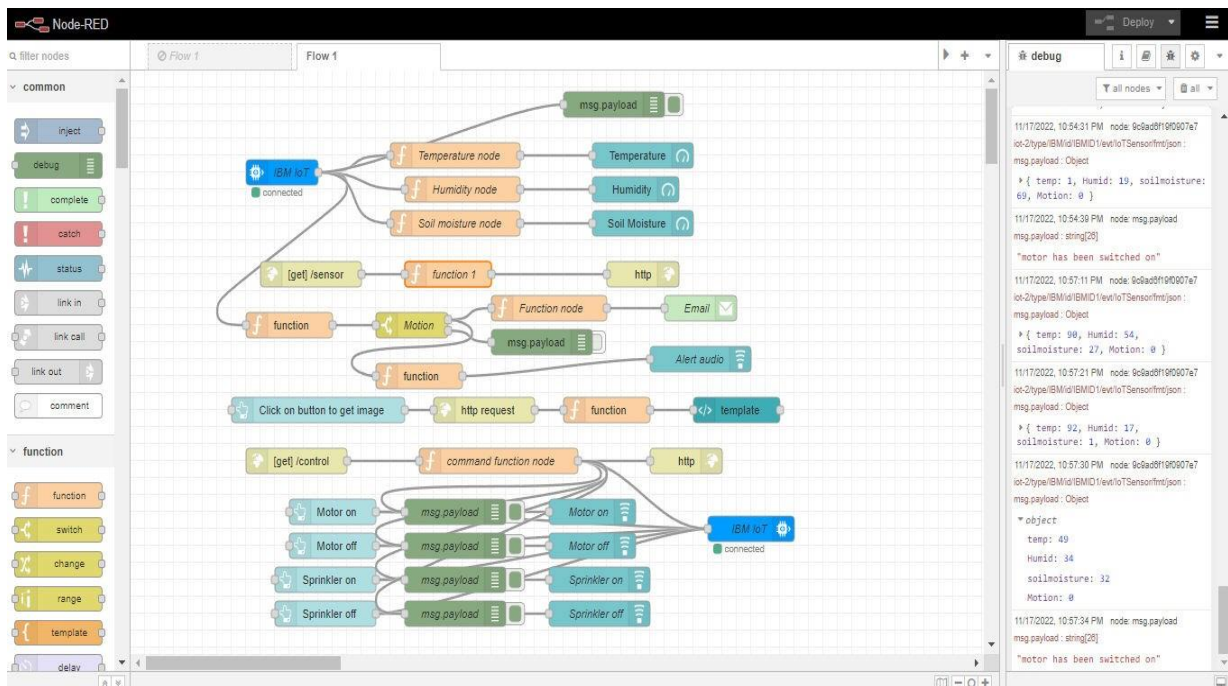 Node-RED
Deploy
filter nodes
Flow 1
Flow 1
debug
i
all nodes
all
common
inject
debug
complete
catch
status
link in
link call
link out
comment
function
function
switch
change
range
template
delay
msg.payload
IBM IoT
connected
Temperature node
Temperature
Humidity node
Humidity
Soil moisture node
Soil Moisture
[get] /sensor
function 1
http
function
Motion
Function node
Email
msg.payload
function
Alert audio
Click on button to get image
http request
function
template
[get] /control
command function node
http
Motor on
msg.payload
Motor on
IBM IoT
connected
Motor off
msg.payload
Motor off
Sprinkler on
msg.payload
Sprinkler on
Sprinkler off
msg.payload
Sprinkler off
11/17/2022, 10:54:31 PM node: 9c9ad6f19f0907e7
iot-2/type/IBM/id/IBMID1/evt/IoTSensor/fmt/json :
msg.payload : Object
{ temp: 1, Humid: 19, soilmoisture:
69, Motion: 0 }
11/17/2022, 10:54:39 PM node: msg.payload
msg.payload : string[26]
"motor has been switched on"
11/17/2022, 10:57:11 PM node: 9c9ad6f19f0907e7
iot-2/type/IBM/id/IBMID1/evt/IoTSensor/fmt/json :
msg.payload : Object
{ temp: 90, Humid: 54,
soilmoisture: 27, Motion: 0 }
11/17/2022, 10:57:21 PM node: 9c9ad6f19f0907e7
iot-2/type/IBM/id/IBMID1/evt/IoTSensor/fmt/json :
msg.payload : Object
{ temp: 92, Humid: 17,
soilmoisture: 1, Motion: 0 }
11/17/2022, 10:57:30 PM node: 9c9ad6f19f0907e7
iot-2/type/IBM/id/IBMID1/evt/IoTSensor/fmt/json :
msg.payload : Object
object
temp: 49
Humid: 34
soilmoisture: 32
Motion: 0
11/17/2022, 10:57:34 PM node: msg.payload
msg.payload : string[26]
"motor has been switched on"